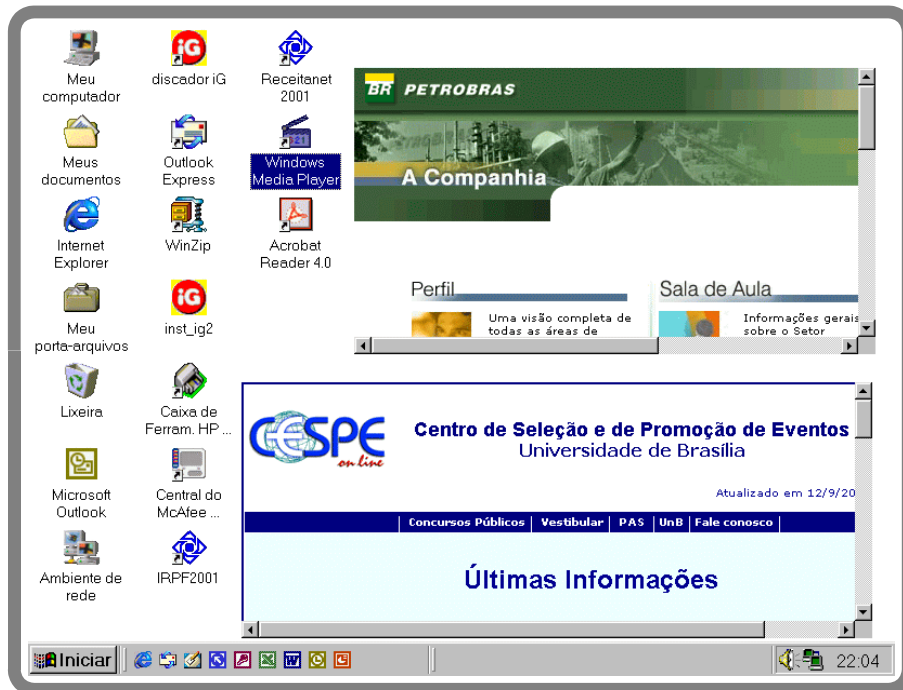 Meu
computador
discador iG
Receitanet
2001
Meus
documentos
Outlook
Express
Windows
Media Player
Internet
Explorer
WinZip
Acrobat
Reader 4.0
Meu
porta-arquivos
inst_ig2
Lixeira
Caixa de
Ferram. HP ...
Microsoft
Outlook
Central do
McAfee ...
Ambiente de
rede
IRPF2001
iG
321
iG
BR PETROBRAS
A Companhia
Perfil
Uma visão completa de
todas as áreas de
Sala de Aula
Informações gerais
sobre o Setor
CESPE
on line
Centro de Seleção e de Promoção de Eventos
Universidade de Brasília
Atualizado em 12/9/20
Concursos Públicos | Vestibular | PAS | UnB | Fale conosco |
Últimas Informações
Iniciar
22:04